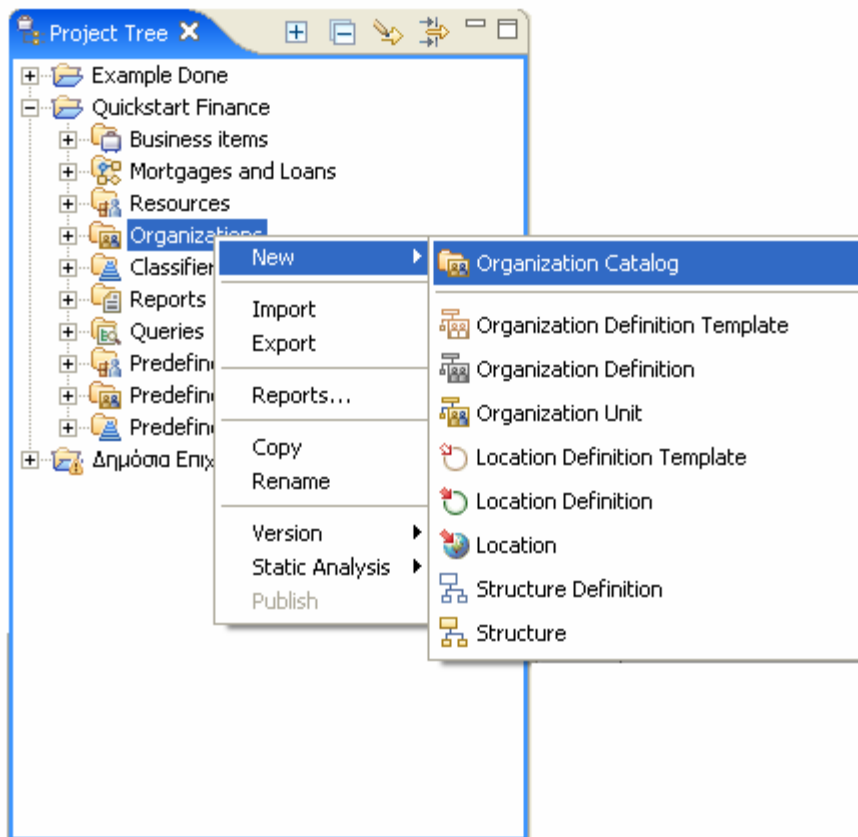 Project Tree
Example Done
Quickstart Finance
Business items
Mortgages and Loans
Resources
Organizations
Classifier
Reports
Queries
Predefin
Predefin
Predefin
Δημόσια Επιχ
New
Import
Export
Reports...
Copy
Rename
Version
Static Analysis
Publish
Organization Catalog
Organization Definition Template
Organization Definition
Organization Unit
Location Definition Template
Location Definition
Location
Structure Definition
Structure